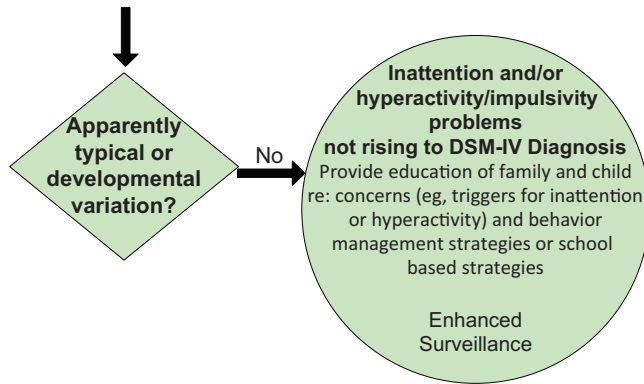 Apparently
typical or
developmental
variation?
No
Inattention and/or
hyperactivity/impulsivity
problems
not rising to DSM-IV Diagnosis
Provide education of family and child
re: concerns (eg, triggers for inattention
or hyperactivity) and behavior
management strategies or school
based strategies
Enhanced
Surveillance